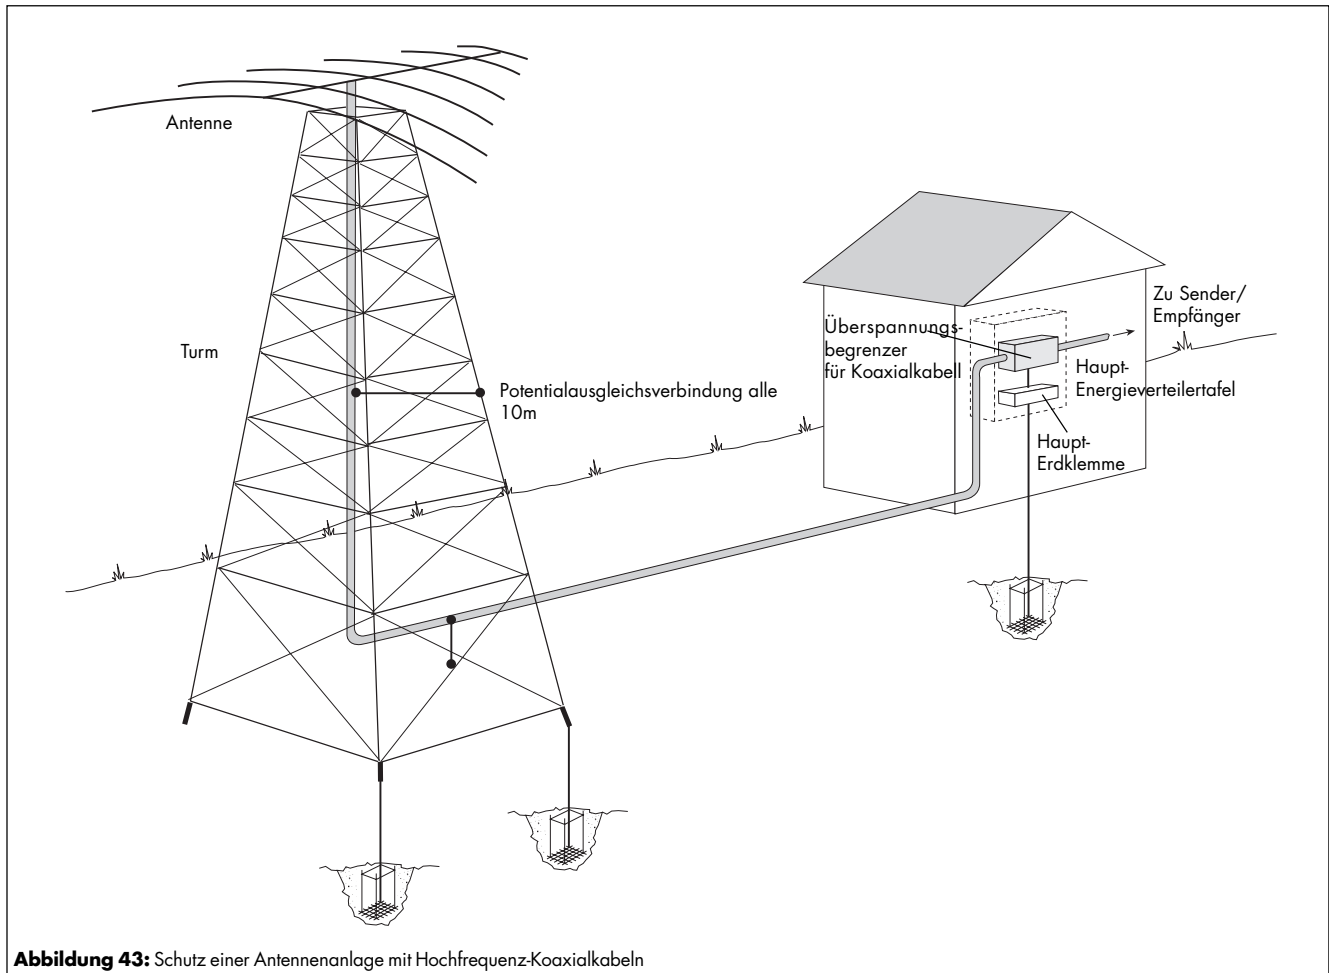 Antenne
Turm
Potentialausgleichsverbindung alle
10m
Überspannungs-
begrenzer
für Koaxialkabell
Zu Sender/
Empfänger
Haupt-
Energieverteilertafel
Haupt-
Erdklemme
Abbildung 43: Schutz einer Antennenanlage mit Hochfrequenz-Koaxialkabeln